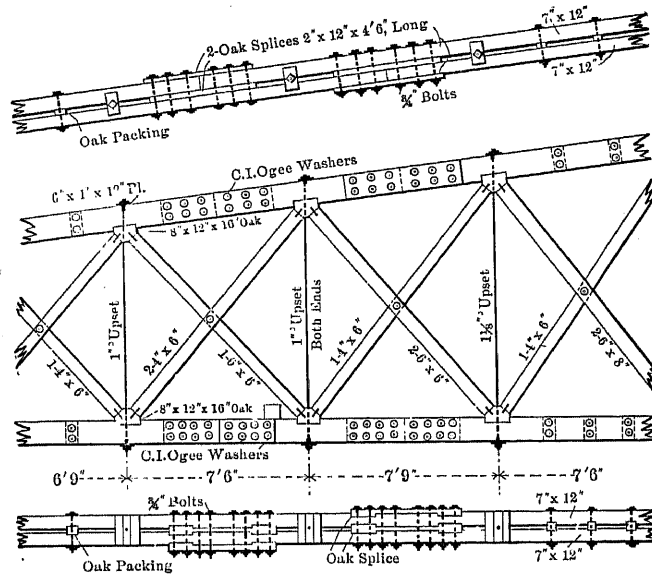 2-Oak Splices 2"x 12"x 4'6", Long
7"x 12"
7"x 12"
¾" Bolts
Oak Packing
C.I.Ogee Washers
8"x 12"x 16"Oak
1"Upset
2-4"x 6"
1-6"x 6"
1"Upset
Both Ends
1-4"x 6"
2-6"x 6"
1⅛"Upset
1-4"x 6"
2-6"x 8"
1-4"x 6"
8"x 12"x 16"Oak
C.I.Ogee Washers
6'9"
7'6"
7'9"
7'6"
¾" Bolts
7"x 12"
Oak Packing
Oak Splice
7"x 12"